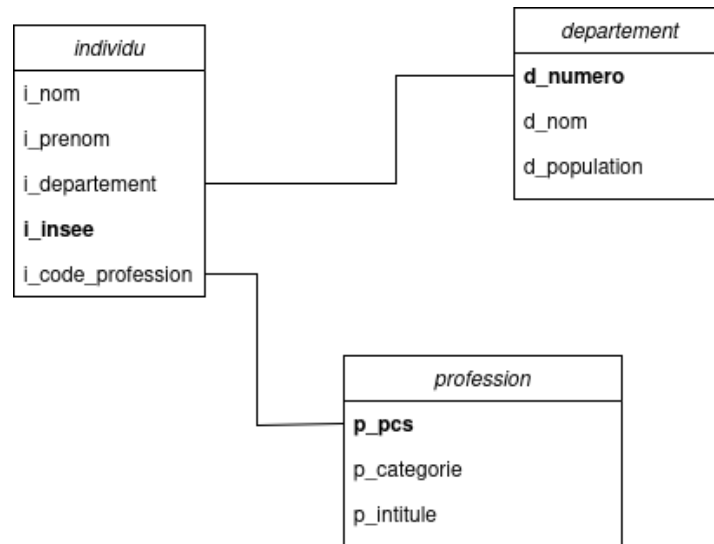 individu
i_nom
i_prenom
i_departement
i_insee
i_code_profession
departement
d_numero
d_nom
d_population
profession
p_pcs
p_categorie
p_intitule